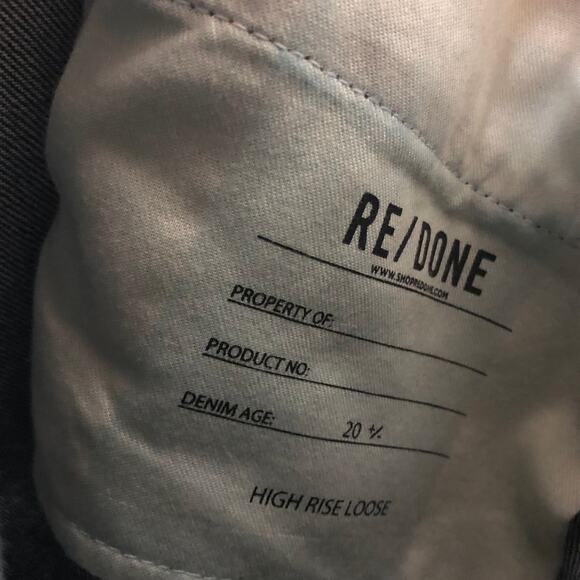 RE/DONE
WWW.SHOPREDONE.COM
PROPERTY OF:
PRODUCT NO:
DENIM AGE: 20 +/-
HIGH RISE LOOSE